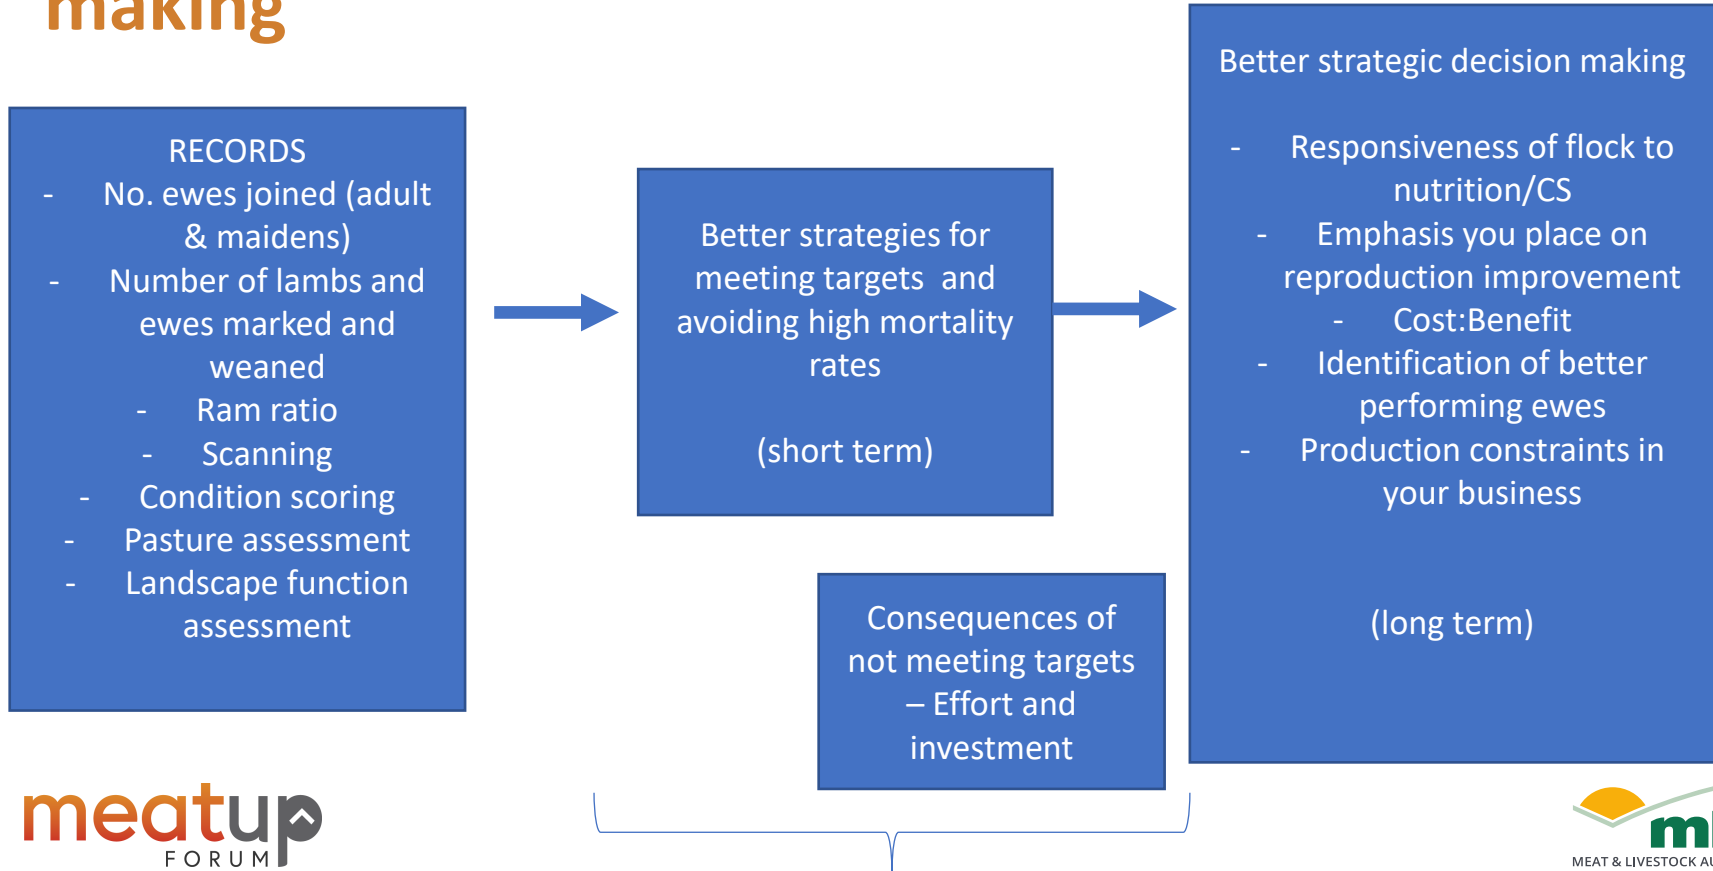 making
RECORDS
- No. ewes joined (adult
& maidens)
- Number of lambs and
ewes marked and
weaned
- Ram ratio
- Scanning
- Condition scoring
- Pasture assessment
- Landscape function
assessment
Better strategies for
meeting targets and
avoiding high mortality
rates
(short term)
Consequences of
not meeting targets
– Effort and
investment
Better strategic decision making
- Responsiveness of flock to
nutrition/CS
- Emphasis you place on
reproduction improvement
- Cost:Benefit
- Identification of better
performing ewes
- Production constraints in
your business
(long term)
meatup
FORUM
MEAT & LIVESTOCK